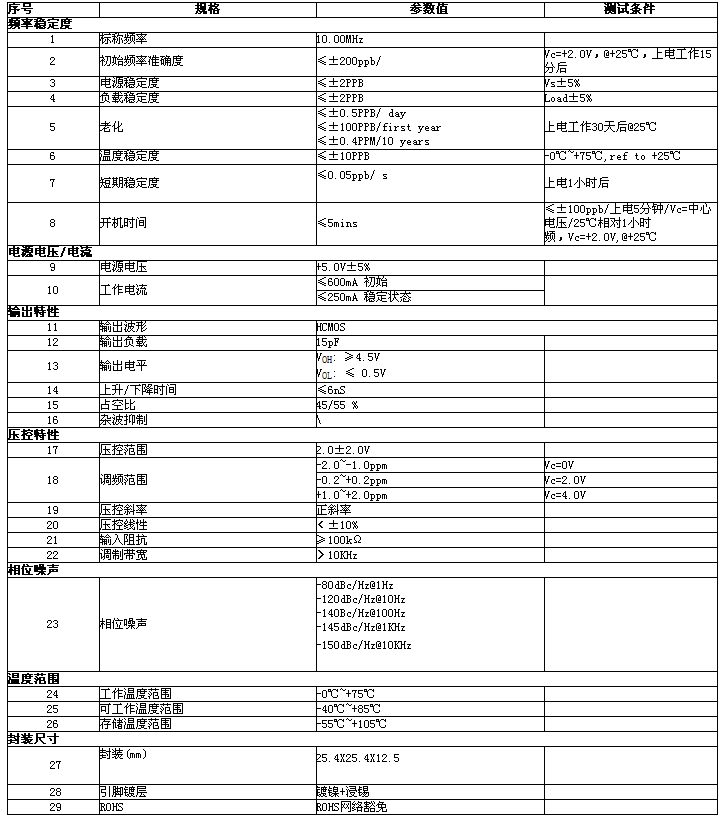 序号 规格 参数值 测试条件
频率稳定度
1 标称频率 10.00MHz
2 初始频率准确度 ≤±200ppb/ Vc=+2.0V，@+25℃，上电工作15
分后
3 电源稳定度 ≤±2PPB Vs±5%
4 负载稳定度 ≤±2PPB Load±5%
5 老化 ≤±0.5PPB/ day
≤±100PPB/first year
≤±0.4PPM/10 years
上电工作30天后@25℃
6 温度稳定度 ≤±10PPB -0℃~+75℃,ref to +25℃
7 短期稳定度 ≤0.05ppb/ s 上电1小时后
8 开机时间 ≤5mins ≤±100ppb/上电5分钟/Vc=中心
电压/25℃相对1小时
频，Vc=+2.0V,@+25℃
电源电压/电流
9 电源电压 +5.0V±5%
10 工作电流 ≤600mA 初始
≤250mA 稳定状态
输出特性
11 输出波形 HCMOS
12 输出负载 15pF
13 输出电平 VOH: ≥4.5V
VOL: ≤ 0.5V
14 上升/下降时间 ≤6nS
15 占空比 45/55 %
16 杂波抑制 \
压控特性
17 压控范围 2.0±2.0V
18 调频范围 -2.0~-1.0ppm Vc=0V
-0.2~+0.2ppm Vc=2.0V
+1.0~+2.0ppm Vc=4.0V
19 压控斜率 正斜率
20 压控线性 <±10%
21 输入阻抗 ≥100kΩ
22 调制带宽 >10KHz
相位噪声
23 相位噪声 -80dBc/Hz@1Hz
-120dBc/Hz@10Hz
-140Bc/Hz@100Hz
-145dBc/Hz@1KHz
-150dBc/Hz@10KHz
温度范围
24 工作温度范围 -0℃~+75℃
25 可工作温度范围 -40℃~+85℃
26 存储温度范围 -55℃~+105℃
封装尺寸
27 封装(mm) 25.4X25.4X12.5
28 引脚镀层 镀镍+浸锡
29 ROHS ROHS网络豁免